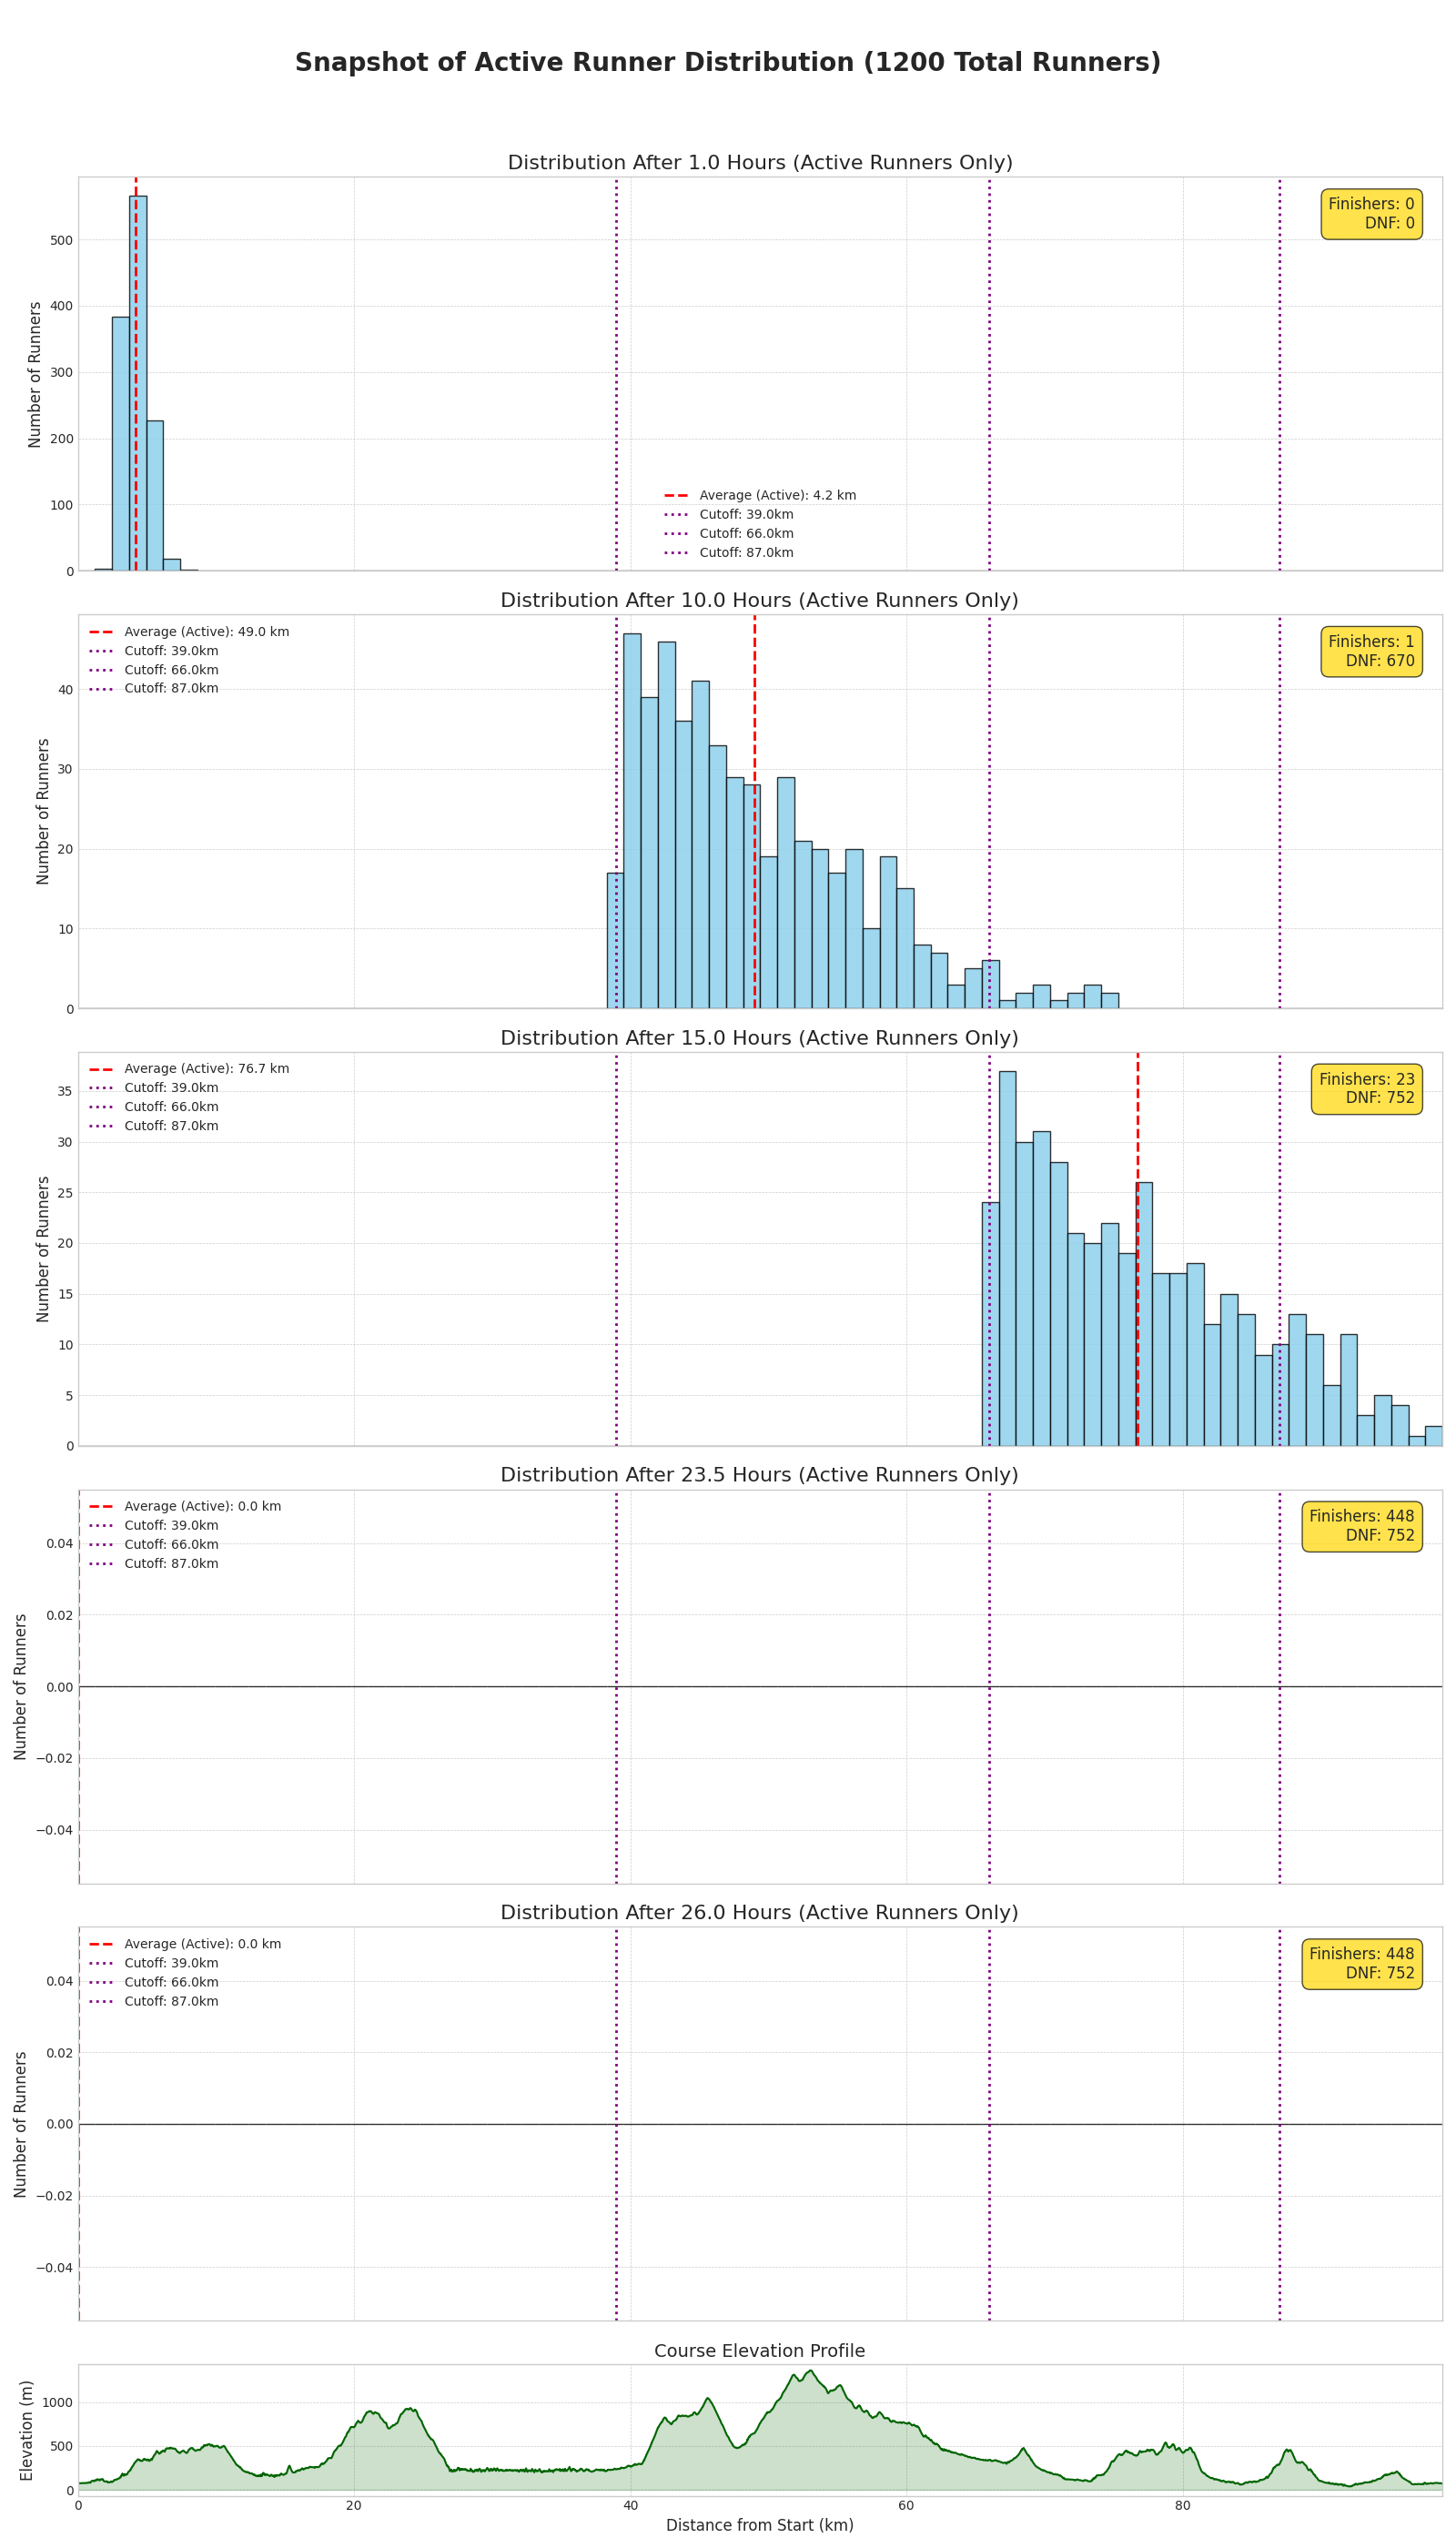 Snapshot of Active Runner Distribution (1200 Total Runners)
Distribution After 1.0 Hours (Active Runners Only)
Number of Runners
500
400
300
200
100
0
Finishers: 0
DNF: 0
Average (Active): 4.2 km
Cutoff: 39.0km
Cutoff: 66.0km
Cutoff: 87.0km
Distribution After 10.0 Hours (Active Runners Only)
Number of Runners
40
30
20
10
0
Average (Active): 49.0 km
Cutoff: 39.0km
Cutoff: 66.0km
Cutoff: 87.0km
Finishers: 1
DNF: 670
Distribution After 15.0 Hours (Active Runners Only)
Number of Runners
35
30
25
20
15
10
5
0
Average (Active): 76.7 km
Cutoff: 39.0km
Cutoff: 66.0km
Cutoff: 87.0km
Finishers: 23
DNF: 752
Distribution After 23.5 Hours (Active Runners Only)
Number of Runners
0.04
0.02
0.00
−0.02
−0.04
Average (Active): 0.0 km
Cutoff: 39.0km
Cutoff: 66.0km
Cutoff: 87.0km
Finishers: 448
DNF: 752
Distribution After 26.0 Hours (Active Runners Only)
Number of Runners
0.04
0.02
0.00
−0.02
−0.04
Average (Active): 0.0 km
Cutoff: 39.0km
Cutoff: 66.0km
Cutoff: 87.0km
Finishers: 448
DNF: 752
Course Elevation Profile
Elevation (m)
1000
500
0
0 20 40 60 80
Distance from Start (km)